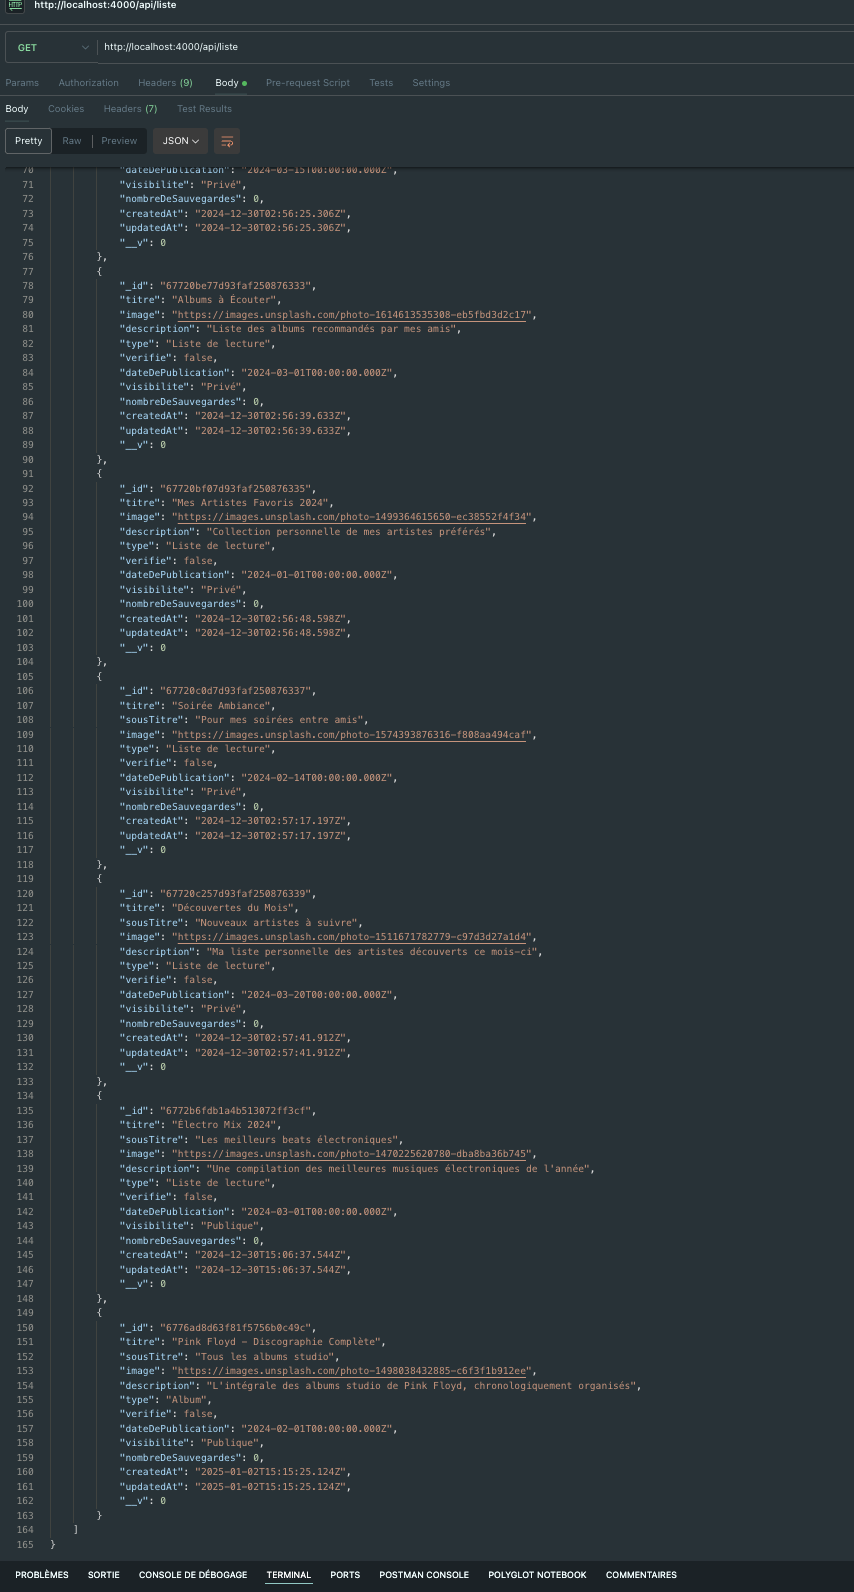 HTTP http://localhost:4000/api/liste
GET http://localhost:4000/api/liste
Params Authorization Headers (9) Body Pre-request Script Tests Settings
Body Cookies Headers (7) Test Results
Pretty Raw Preview JSON
70 "dateDePublication": "2024-03-15T00:00:00.000Z",
71 "visibilite": "Privé",
72 "nombreDeSauvegardes": 0,
73 "createdAt": "2024-12-30T02:56:25.306Z",
74 "updatedAt": "2024-12-30T02:56:25.306Z",
75 "__v": 0
76 },
77 {
78 "_id": "67720be77d93faf250876333",
79 "titre": "Albums à Écouter",
80 "image": "https://images.unsplash.com/photo-1614613535308-eb5fbd3d2c17",
81 "description": "Liste des albums recommandés par mes amis",
82 "type": "Liste de lecture",
83 "verifie": false,
84 "dateDePublication": "2024-03-01T00:00:00.000Z",
85 "visibilite": "Privé",
86 "nombreDeSauvegardes": 0,
87 "createdAt": "2024-12-30T02:56:39.633Z",
88 "updatedAt": "2024-12-30T02:56:39.633Z",
89 "__v": 0
90 },
91 {
92 "_id": "67720bf07d93faf250876335",
93 "titre": "Mes Artistes Favoris 2024",
94 "image": "https://images.unsplash.com/photo-1499364615650-ec38552f4f34",
95 "description": "Collection personnelle de mes artistes préférés",
96 "type": "Liste de lecture",
97 "verifie": false,
98 "dateDePublication": "2024-01-01T00:00:00.000Z",
99 "visibilite": "Privé",
100 "nombreDeSauvegardes": 0,
101 "createdAt": "2024-12-30T02:56:48.598Z",
102 "updatedAt": "2024-12-30T02:56:48.598Z",
103 "__v": 0
104 },
105 {
106 "_id": "67720c0d7d93faf250876337",
107 "titre": "Soirée Ambiance",
108 "sousTitre": "Pour mes soirées entre amis",
109 "image": "https://images.unsplash.com/photo-1574393876316-f808aa494caf",
110 "type": "Liste de lecture",
111 "verifie": false,
112 "dateDePublication": "2024-02-14T00:00:00.000Z",
113 "visibilite": "Privé",
114 "nombreDeSauvegardes": 0,
115 "createdAt": "2024-12-30T02:57:17.197Z",
116 "updatedAt": "2024-12-30T02:57:17.197Z",
117 "__v": 0
118 },
119 {
120 "_id": "67720c257d93faf250876339",
121 "titre": "Découvertes du Mois",
122 "sousTitre": "Nouveaux artistes à suivre",
123 "image": "https://images.unsplash.com/photo-1511671782779-c97d3d27a1d4",
124 "description": "Ma liste personnelle des artistes découverts ce mois-ci",
125 "type": "Liste de lecture",
126 "verifie": false,
127 "dateDePublication": "2024-03-20T00:00:00.000Z",
128 "visibilite": "Privé",
129 "nombreDeSauvegardes": 0,
130 "createdAt": "2024-12-30T02:57:41.912Z",
131 "updatedAt": "2024-12-30T02:57:41.912Z",
132 "__v": 0
133 },
134 {
135 "_id": "6772b6fdb1a4b513072ff3cf",
136 "titre": "Électro Mix 2024",
137 "sousTitre": "Les meilleurs beats électroniques",
138 "image": "https://images.unsplash.com/photo-1470225620780-dba8ba36b745",
139 "description": "Une compilation des meilleures musiques électroniques de l'année",
140 "type": "Liste de lecture",
141 "verifie": false,
142 "dateDePublication": "2024-03-01T00:00:00.000Z",
143 "visibilite": "Publique",
144 "nombreDeSauvegardes": 0,
145 "createdAt": "2024-12-30T15:06:37.544Z",
146 "updatedAt": "2024-12-30T15:06:37.544Z",
147 "__v": 0
148 },
149 {
150 "_id": "6776ad8d63f81f5756b0c49c",
151 "titre": "Pink Floyd – Discographie Complète",
152 "sousTitre": "Tous les albums studio",
153 "image": "https://images.unsplash.com/photo-1498038432885-c6f3f1b912ee",
154 "description": "L'intégrale des albums studio de Pink Floyd, chronologiquement organisés",
155 "type": "Album",
156 "verifie": false,
157 "dateDePublication": "2024-02-01T00:00:00.000Z",
158 "visibilite": "Publique",
159 "nombreDeSauvegardes": 0,
160 "createdAt": "2025-01-02T15:15:25.124Z",
161 "updatedAt": "2025-01-02T15:15:25.124Z",
162 "__v": 0
163 }
164 ]
165 }
PROBLÈMES SORTIE CONSOLE DE DÉBOGAGE TERMINAL PORTS POSTMAN CONSOLE POLYGLOT NOTEBOOK COMMENTAIRES